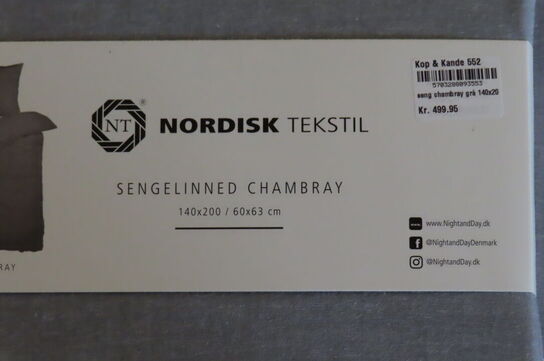 Kop & Kande 552
5703280093553
seng chambray grå 140x20
Kr. 499.95
NT
®
NORDISK TEKSTIL
SENGELINNED CHAMBRAY
140x200 / 60x63 cm
www.NightandDay.dk
@NightandDayDenmark
@NightandDay.dk
RAY